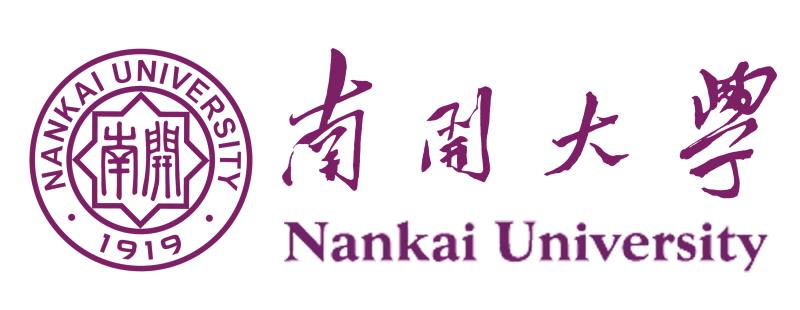 NANKAI UNIVERSITY
南開
1919
南開大學
Nankai University